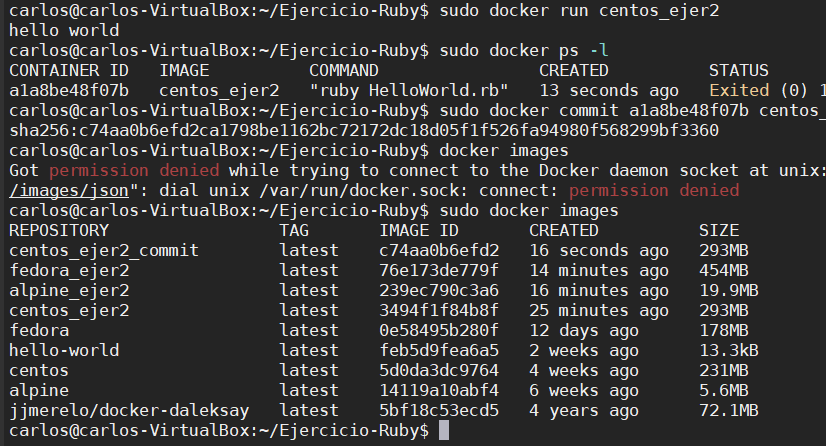 carlos@carlos-VirtualBox:~/Ejercicio-Ruby$ sudo docker run centos_ejer2
hello world
carlos@carlos-VirtualBox:~/Ejercicio-Ruby$ sudo docker ps -l
CONTAINER ID   IMAGE          COMMAND                CREATED          STATUS
a1a8be48f07b   centos_ejer2   "ruby HelloWorld.rb"   13 seconds ago   Exited (0) 1
carlos@carlos-VirtualBox:~/Ejercicio-Ruby$ sudo docker commit a1a8be48f07b centos_
sha256:c74aa0b6efd2ca1798be1162bc72172dc18d05f1f526fa94980f568299bf3360
carlos@carlos-VirtualBox:~/Ejercicio-Ruby$ docker images
Got permission denied while trying to connect to the Docker daemon socket at unix:
/images/json": dial unix /var/run/docker.sock: connect: permission denied
carlos@carlos-VirtualBox:~/Ejercicio-Ruby$ sudo docker images
REPOSITORY                 TAG       IMAGE ID       CREATED          SIZE
centos_ejer2_commit        latest    c74aa0b6efd2   16 seconds ago   293MB
fedora_ejer2               latest    76e173de779f   14 minutes ago   454MB
alpine_ejer2               latest    239ec790c3a6   16 minutes ago   19.9MB
centos_ejer2               latest    3494f1f84b8f   25 minutes ago   293MB
fedora                     latest    0e58495b280f   12 days ago      178MB
hello-world                latest    feb5d9fea6a5   2 weeks ago      13.3kB
centos                     latest    5d0da3dc9764   4 weeks ago      231MB
alpine                     latest    14119a10abf4   6 weeks ago      5.6MB
jjmerelo/docker-daleksay   latest    5bf18c53ecd5   4 years ago      72.1MB
carlos@carlos-VirtualBox:~/Ejercicio-Ruby$